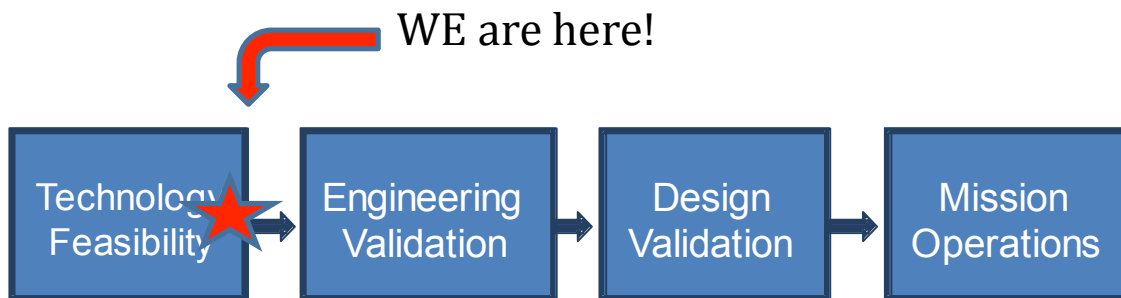 WE are here!
Technology
Feasibility
Engineering
Validation
Design
Validation
Mission
Operations